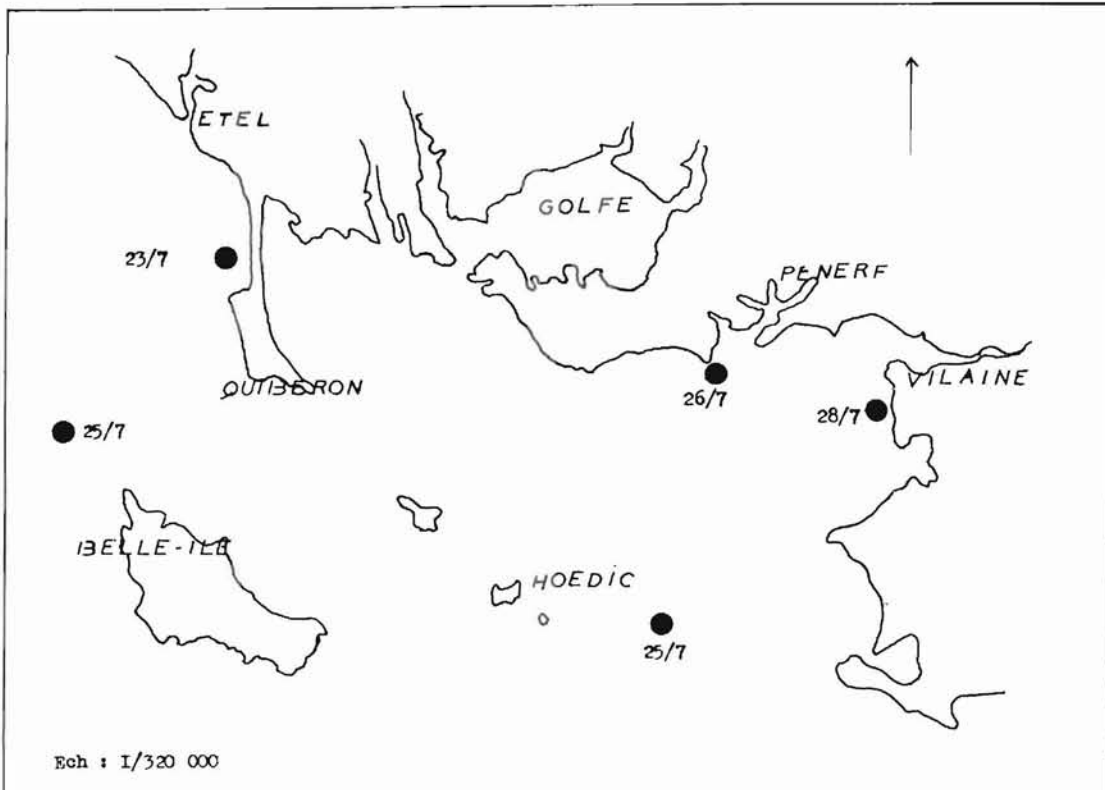 ETEL
GOLFE
23/7
PENERF
QUIBERON
26/7
VILAINE
28/7
25/7
BELLE-ILE
HOEDIC
25/7
Ech : I/320 000